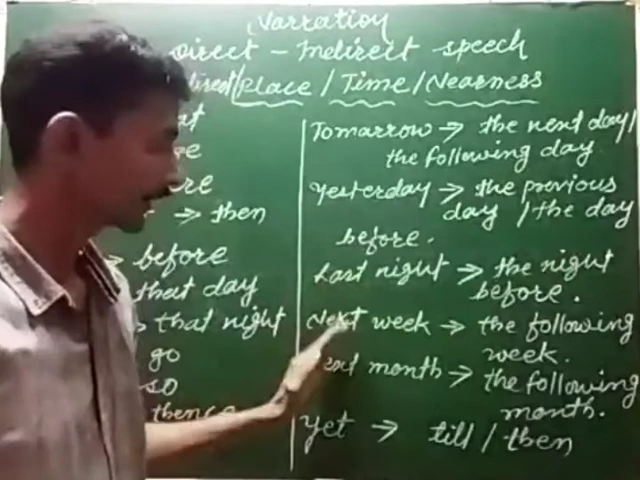 Narration
Direct - Indirect speech
Place / Time / Nearness
→ then
before
that day
that night
go
so
thence
Tomarrow → the next day /
the following day.
Yesterday → the previous
day / the day
before.
Last night → the night
before.
Next week → the following
week.
month → the following
month.
Yet → till / then